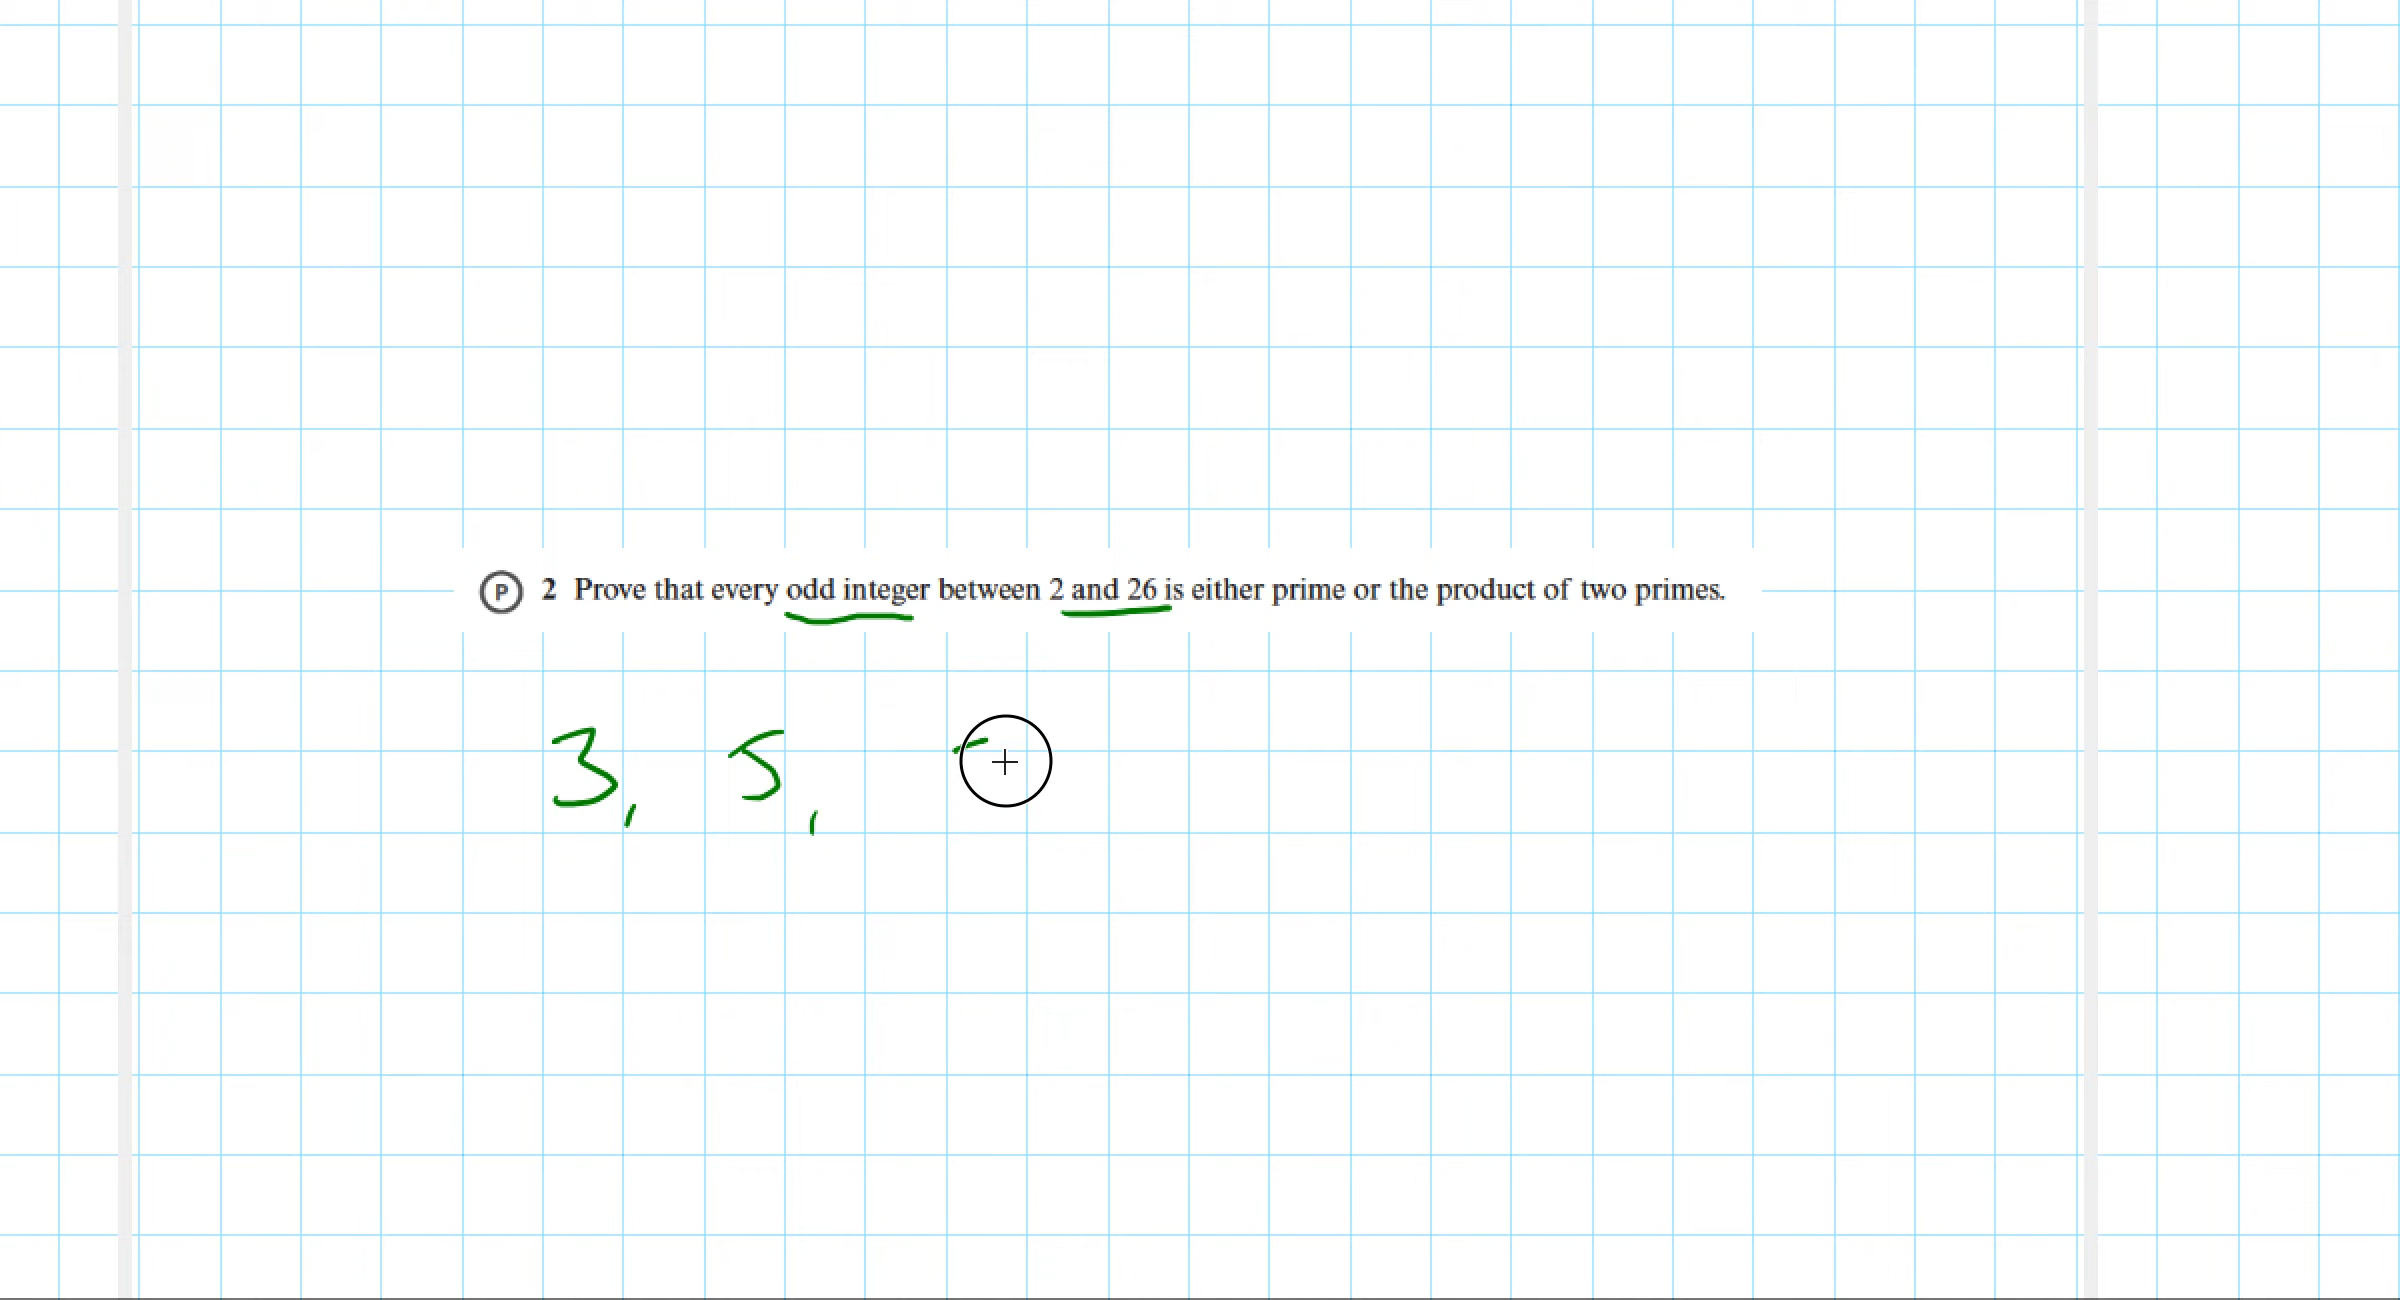 P 2 Prove that every odd integer between 2 and 26 is either prime or the product of two primes.
3, 5,